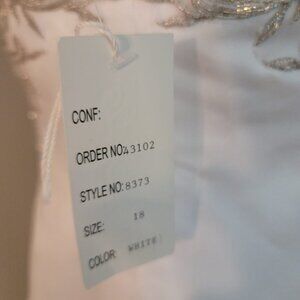 CONF:
ORDER NO:43102
STYLE NO:8373
SIZE: 18
COLOR: WHITE